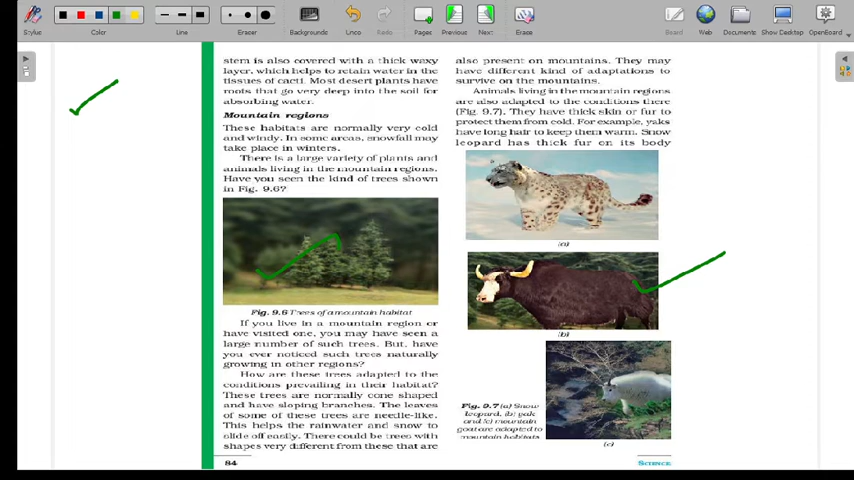 Stylus
Color
Line
Backgrounds
Undo
Redo
Pages
Previous
Next
Erase
Board
Web
Documents
Desktop
OpenBoard
stem is also covered with a thick waxy
layer, which helps to retain water in the
tissues of cacti. Most desert plants have
roots that go very deep into the soil for
absorbing water.
Mountain regions
These habitats are normally very cold
and windy. In some areas, snowfall may
take place in winters.
There is a large variety of plants and
animals living in the mountain regions.
Have you seen the kind of trees shown
in Fig. 9.6?
Fig. 9.6 Trees of a mountain habitat
If you live in a mountain region or
have visited one, you may have seen a
large number of such trees. But, have
you ever noticed such trees naturally
growing in other regions?
How are these trees adapted to the
conditions prevailing in their habitat?
These trees are normally cone shaped
and have sloping branches. The leaves
of some of these trees are needle-like.
This helps the rainwater and snow to
slide off easily. There could be trees with
shapes very different from these that are
84
also present on mountains. They may
have different kind of adaptations to
survive on the mountains.
Animals living in the mountain regions
are also adapted to the conditions there
(Fig. 9.7). They have thick skin or fur to
protect them from cold. For example, yaks
have long hair to keep them warm. Snow
leopard has thick fur on its body
(a)
(b)
Fig. 9.7 (a) Snow
leopard, (b) yak
and (c) mountain
goat are adapted to
mountain habitats
(c)
SCIENCE